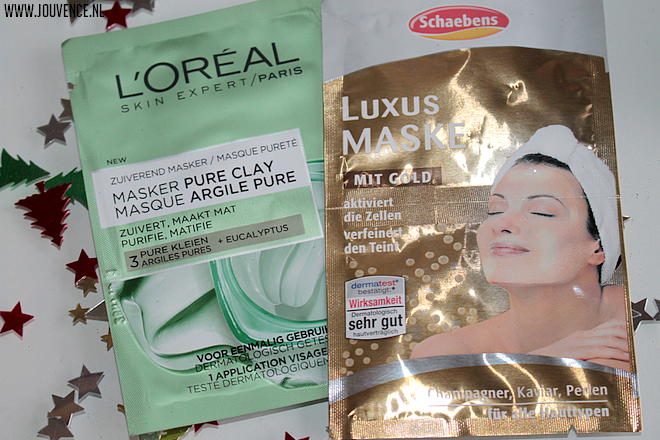 WWW.JOUVENCE.NL
L'ORÉAL
SKIN EXPERT/PARIS
NEW
ZUIVEREND MASKER / MASQUE PURETÉ
MASKER PURE CLAY
MASQUE ARGILE PURE
ZUIVERT, MAAKT MAT
PURIFIE, MATIFIE
3 PURE KLEIEN
ARGILES PURES + EUCALYPTUS
VOOR EENMALIG GEBRUIK
DERMATOLOGISCH GETES
1 APPLICATION VISAGE
TESTE DERMATOLOGIQUEMEN
Schaebens
LUXUS
MASKE
MIT GOLD
aktiviert
die Zellen
verfeinert
den Teint
dermatest®
bestätigt:
Wirksamkeit
Dermatologisch
sehr gut
hautverträglich
Champagner, Kaviar, Perlen
für alle Hauttypen